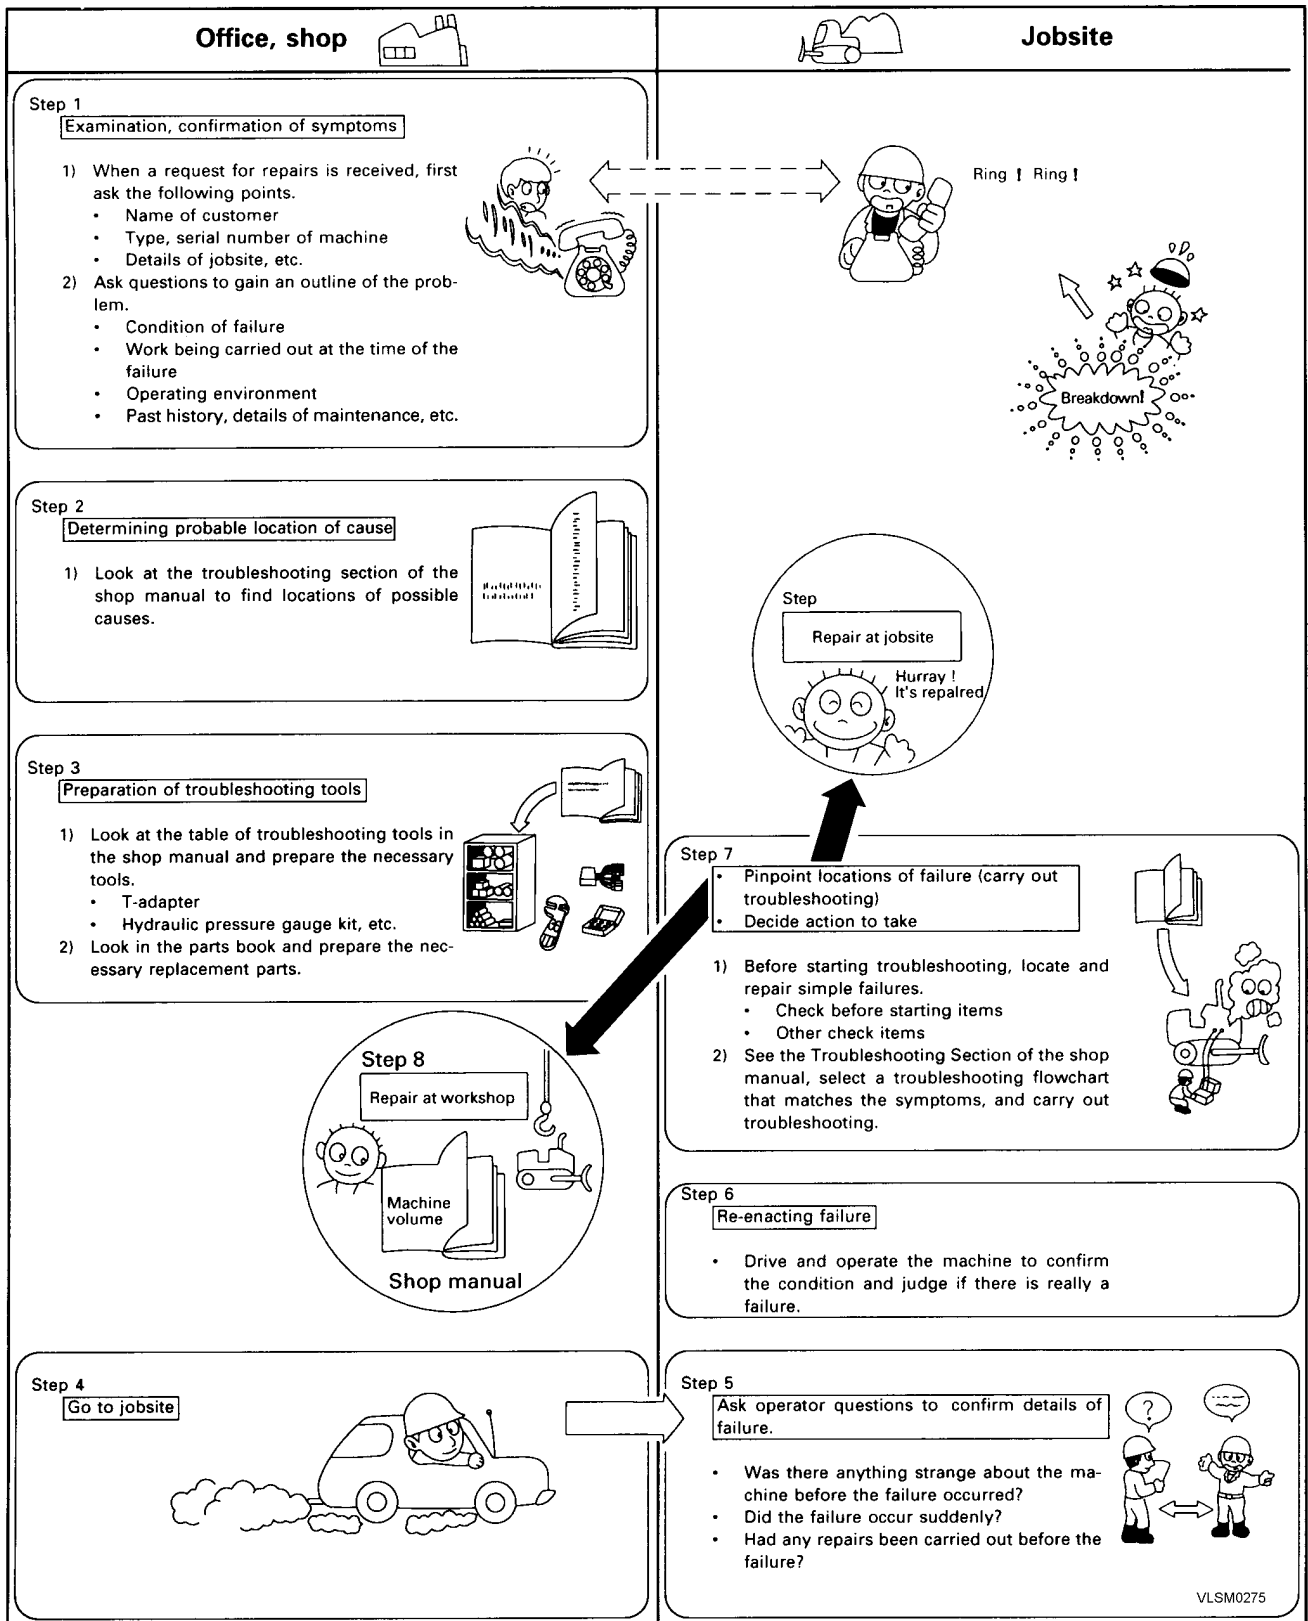 Office, shop
Jobsite
Step 1
Examination, confirmation of symptoms
1) When a request for repairs is received, first
ask the following points.
• Name of customer
• Type, serial number of machine
• Details of jobsite, etc.
2) Ask questions to gain an outline of the prob-
lem.
• Condition of failure
• Work being carried out at the time of the
failure
• Operating environment
• Past history, details of maintenance, etc.
Ring ! Ring !
Breakdown!
Step 2
Determining probable location of cause
1) Look at the troubleshooting section of the
shop manual to find locations of possible
causes.
Step
Repair at jobsite
Hurray !
It's repaired
Step 3
Preparation of troubleshooting tools
1) Look at the table of troubleshooting tools in
the shop manual and prepare the necessary
tools.
• T-adapter
• Hydraulic pressure gauge kit, etc.
2) Look in the parts book and prepare the nec-
essary replacement parts.
Step 7
• Pinpoint locations of failure (carry out
troubleshooting)
• Decide action to take
1) Before starting troubleshooting, locate and
repair simple failures.
• Check before starting items
• Other check items
2) See the Troubleshooting Section of the shop
manual, select a troubleshooting flowchart
that matches the symptoms, and carry out
troubleshooting.
Step 8
Repair at workshop
Machine
volume
Shop manual
Step 6
Re-enacting failure
• Drive and operate the machine to confirm
the condition and judge if there is really a
failure.
Step 4
Go to jobsite
Step 5
Ask operator questions to confirm details of
failure.
?
• Was there anything strange about the ma-
chine before the failure occurred?
• Did the failure occur suddenly?
• Had any repairs been carried out before the
failure?
VLSM0275